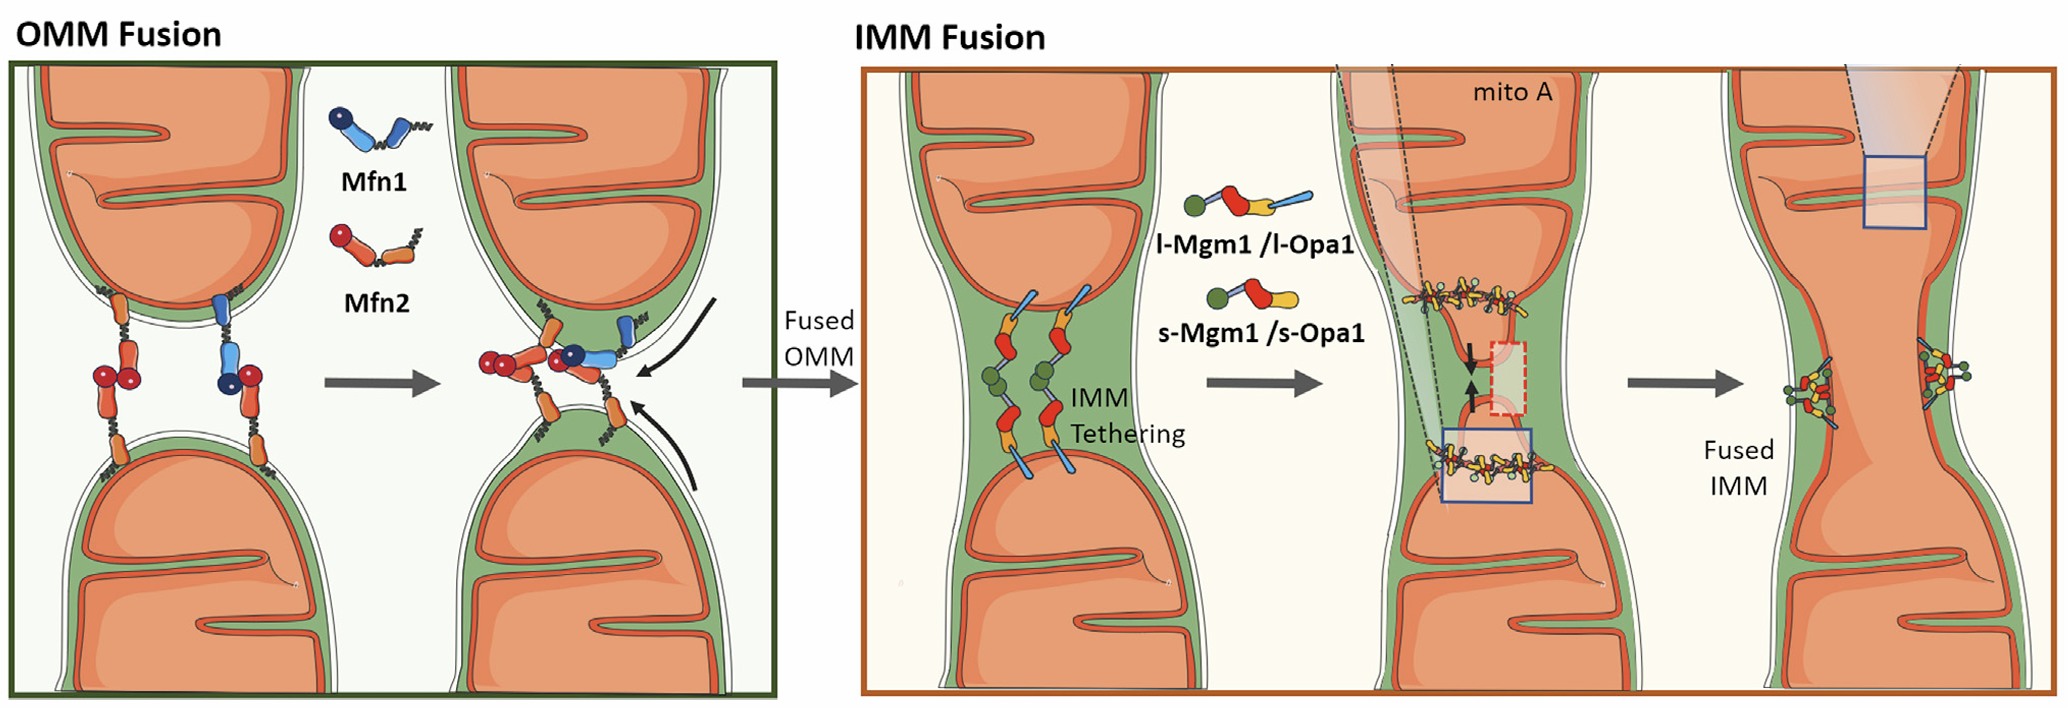 OMM Fusion
Mfn1
Mfn2
Fused
OMM
IMM Fusion
IMM
Tethering
l-Mgm1 /l-Opa1
s-Mgm1 /s-Opa1
mito A
Fused
IMM